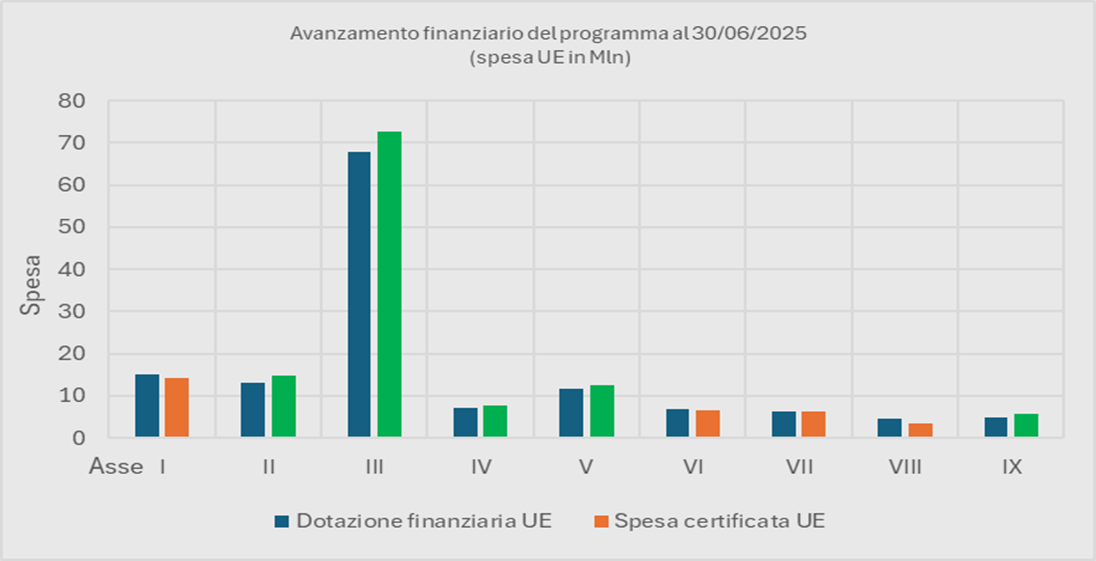 Avanzamento finanziario del programma al 30/06/2025
(spesa UE in Mln)
80
70
60
50
40
30
20
10
0
Spesa
Asse I II III IV V VI VII VIII IX
Dotazione finanziaria UE Spesa certificata UE